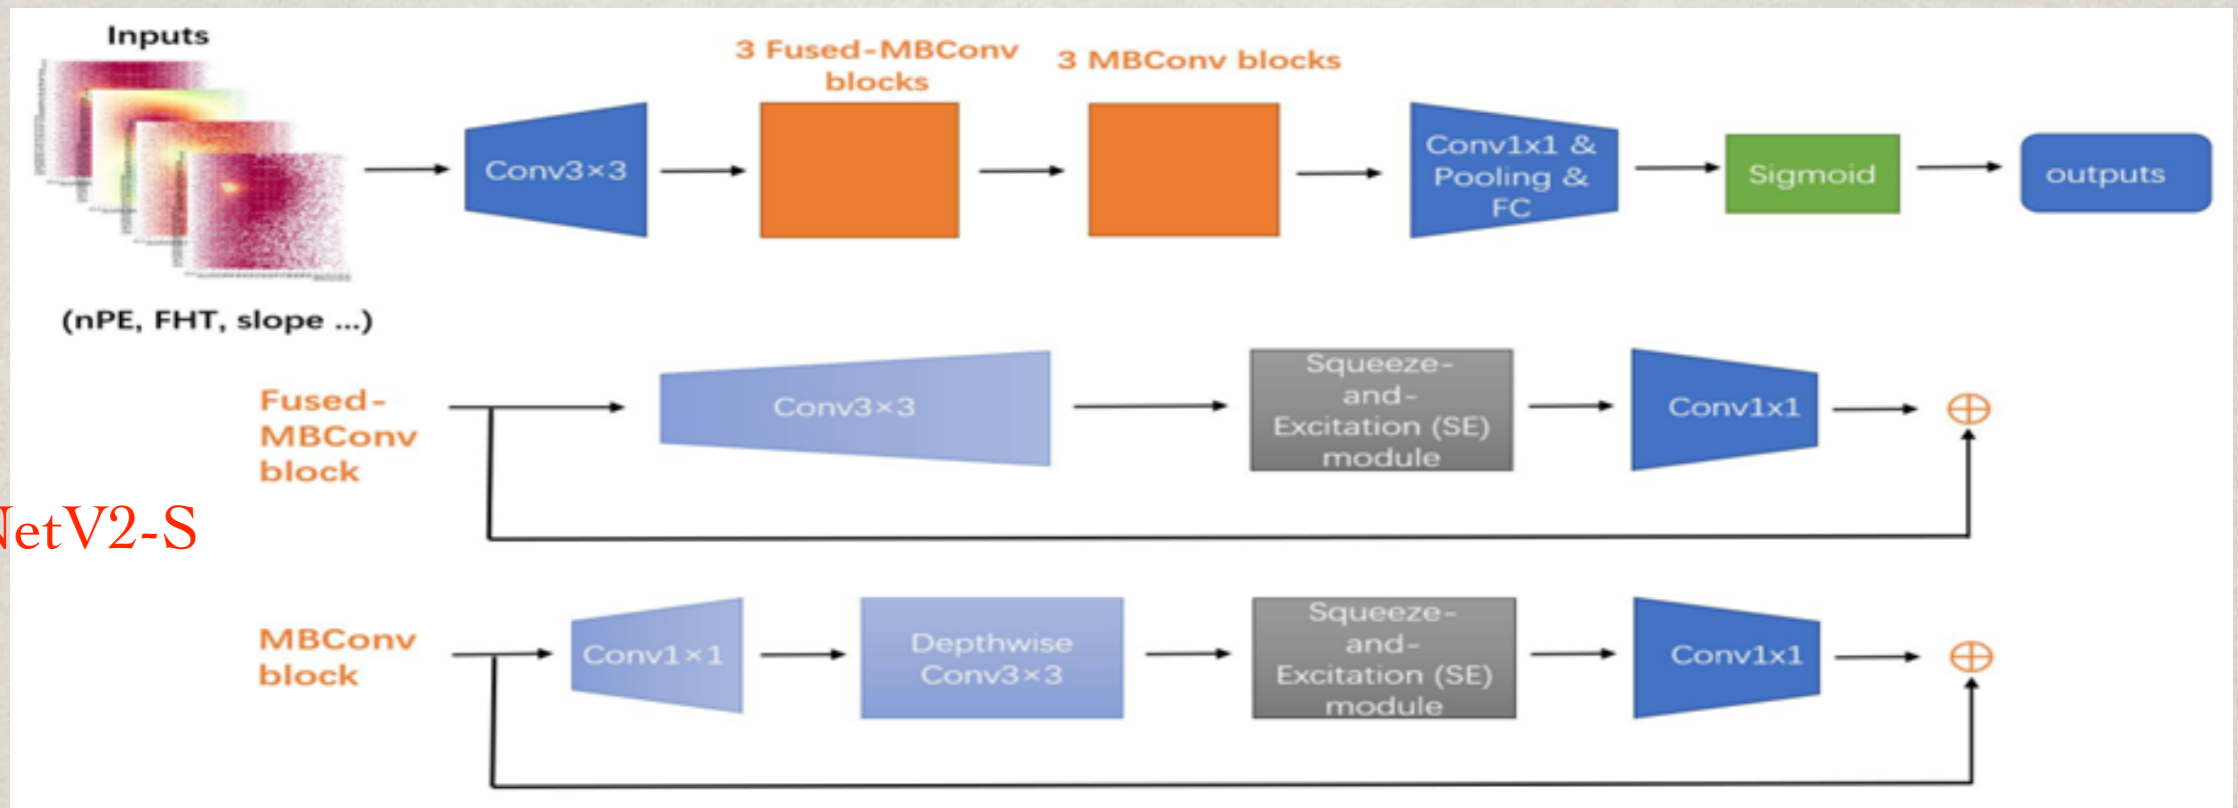 Inputs
3 Fused-MBConv
blocks
3 MBConv blocks
Conv3×3
Conv1x1 &
Pooling &
FC
Sigmoid
outputs
(nPE, FHT, slope ...)
Fused-
MBConv
block
Conv3×3
Squeeze-
and-
Excitation (SE)
module
Conv1x1
NetV2-S
MBConv
block
Conv1×1
Depthwise
Conv3×3
Squeeze-
and-
Excitation (SE)
module
Conv1x1